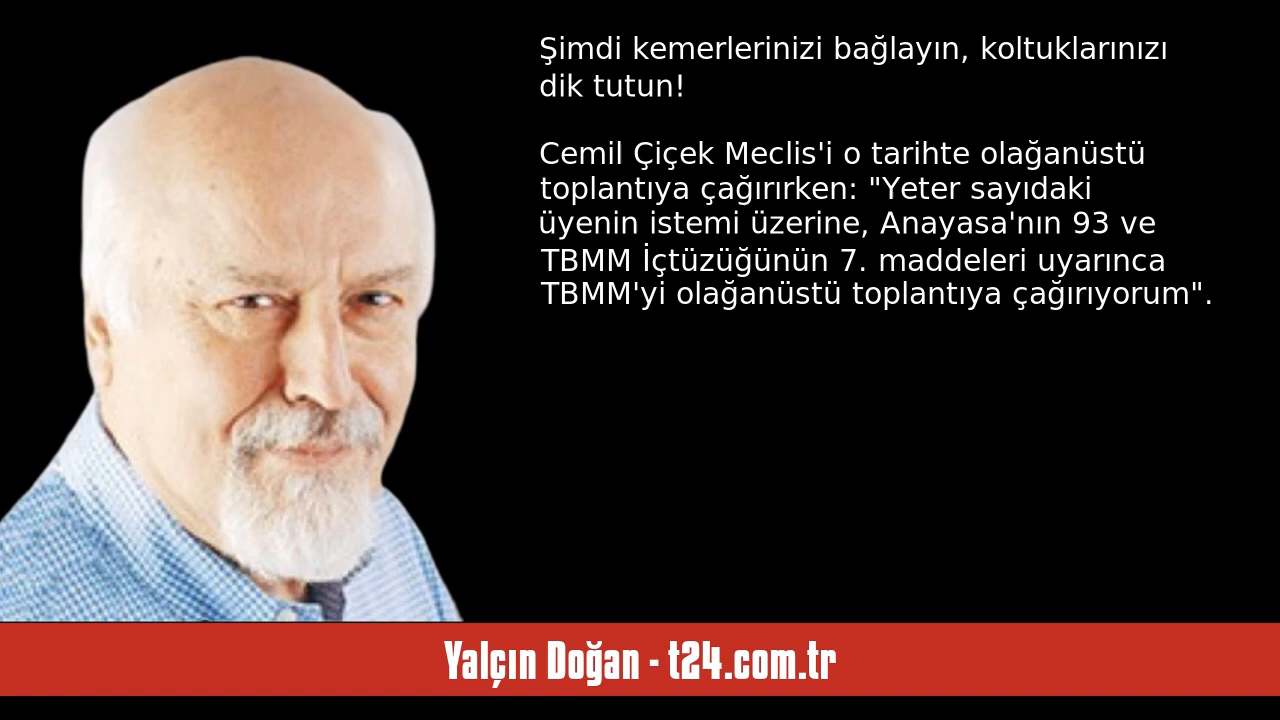 Şimdi kemerlerinizi bağlayın, koltuklarınızı
dik tutun!
Cemil Çiçek Meclis'i o tarihte olağanüstü
toplantıya çağırırken: "Yeter sayıdaki
üyenin istemi üzerine, Anayasa'nın 93 ve
TBMM İçtüzüğünün 7. maddeleri uyarınca
TBMM'yi olağanüstü toplantıya çağırıyorum".
Yalçın Doğan - t24.com.tr